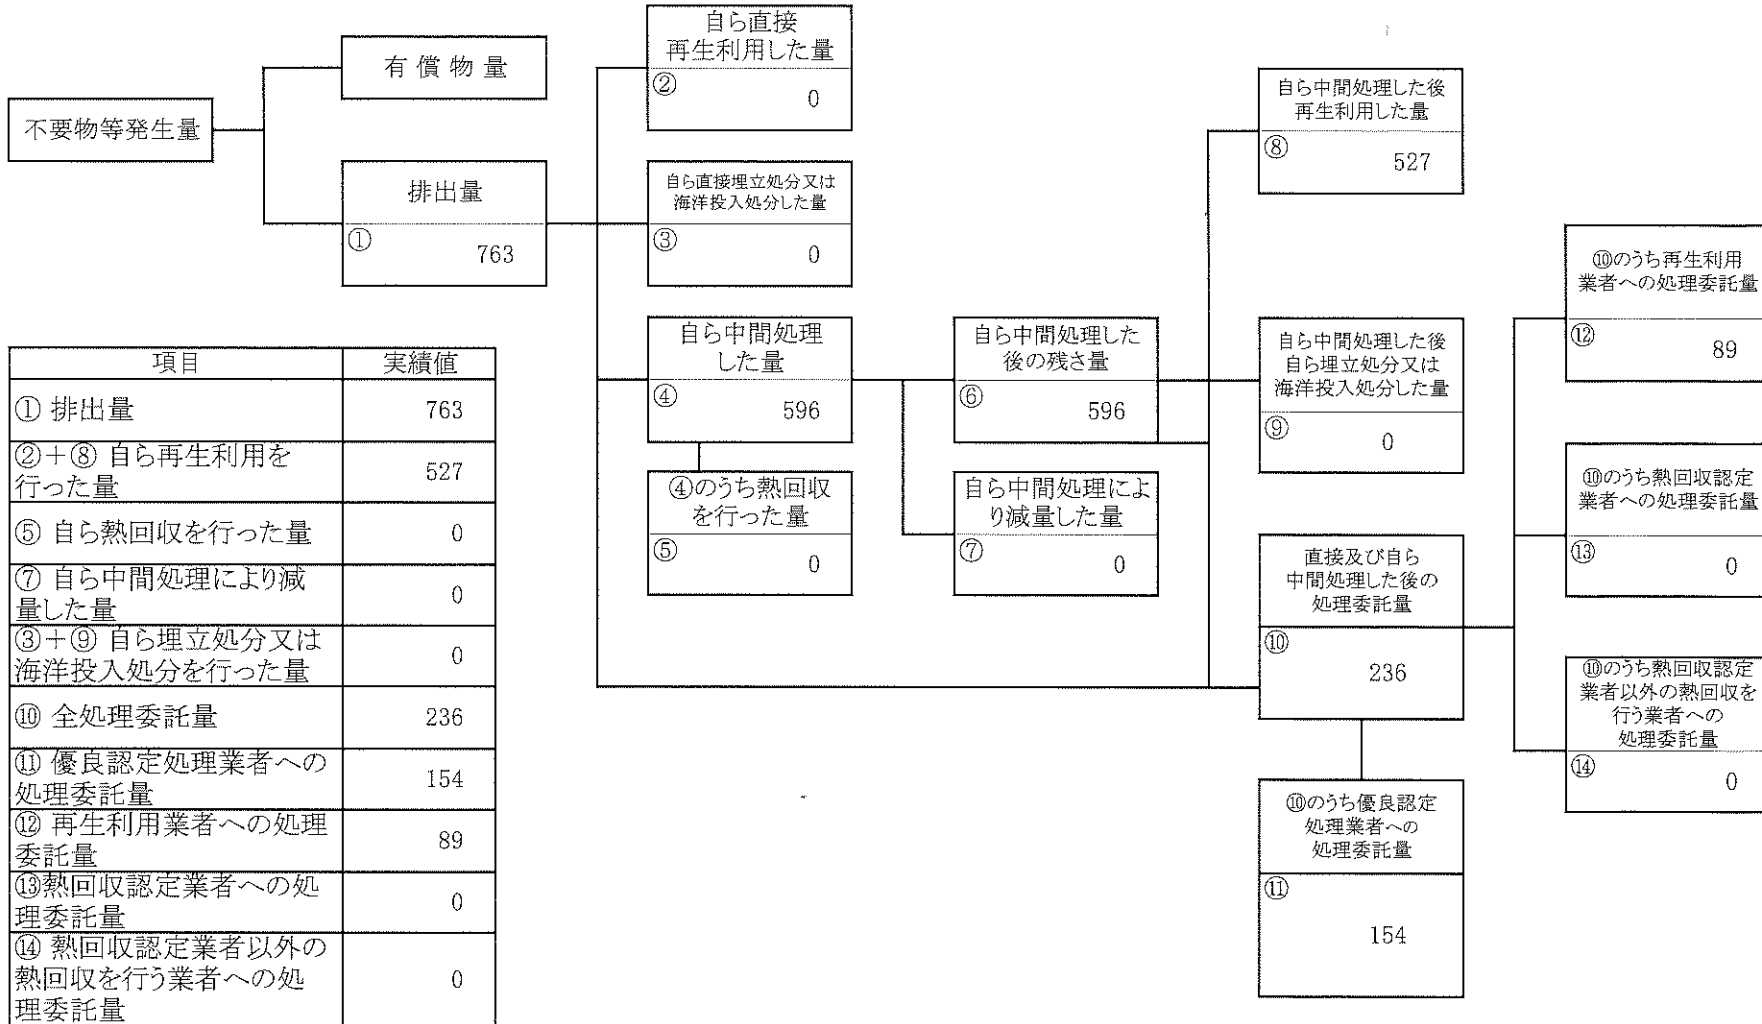 不要物等発生量
有償物量
排出量
①
763
自ら直接
再生利用した量
②
0
自ら直接埋立処分又は
海洋投入処分した量
③
0
自ら中間処理
した量
④
596
④のうち熱回収
を行った量
⑤
0
自ら中間処理した
後の残さ量
⑥
596
自ら中間処理によ
り減量した量
⑦
0
自ら中間処理した後
再生利用した量
⑧
527
自ら中間処理した後
自ら埋立処分又は
海洋投入処分した量
⑨
0
直接及び自ら
中間処理した後の
処理委託量
⑩
236
⑩のうち優良認定
処理業者への
処理委託量
⑪
154
⑩のうち再生利用
業者への処理委託量
⑫
89
⑩のうち熱回収認定
業者への処理委託量
⑬
0
⑩のうち熱回収認定
業者以外の熱回収を
行う業者への
処理委託量
⑭
0
項目 実績値
① 排出量 763
②+⑧ 自ら再生利用を
行った量 527
⑤ 自ら熱回収を行った量 0
⑦ 自ら中間処理により減
量した量 0
③+⑨ 自ら埋立処分又は
海洋投入処分を行った量 0
⑩ 全処理委託量 236
⑪ 優良認定処理業者への
処理委託量 154
⑫ 再生利用業者への処理
委託量 89
⑬熱回収認定業者への処
理委託量 0
⑭ 熱回収認定業者以外の
熱回収を行う業者への処
理委託量 0